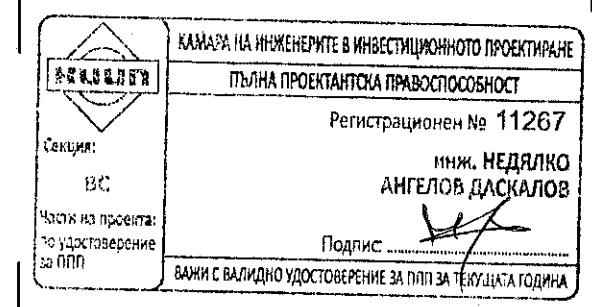 КАМАРА НА ИНЖЕНЕРИТЕ В ИНВЕСТИЦИОННОТО ПРОЕКТИРАНЕ
ПЪЛНА ПРОЕКТАНТСКА ПРАВОСПОСОБНОСТ
КИИП
Регистрационен № 11267
Секция:
ВС
инж. НЕДЯЛКО
АНГЕЛОВ ДАСКАЛОВ
Части на проекта:
по удостоверение
за ППП
Подпис:
ВАЖИ С ВАЛИДНО УДОСТОВЕРЕНИЕ ЗА ППП ЗА ТЕКУЩАТА ГОДИНА